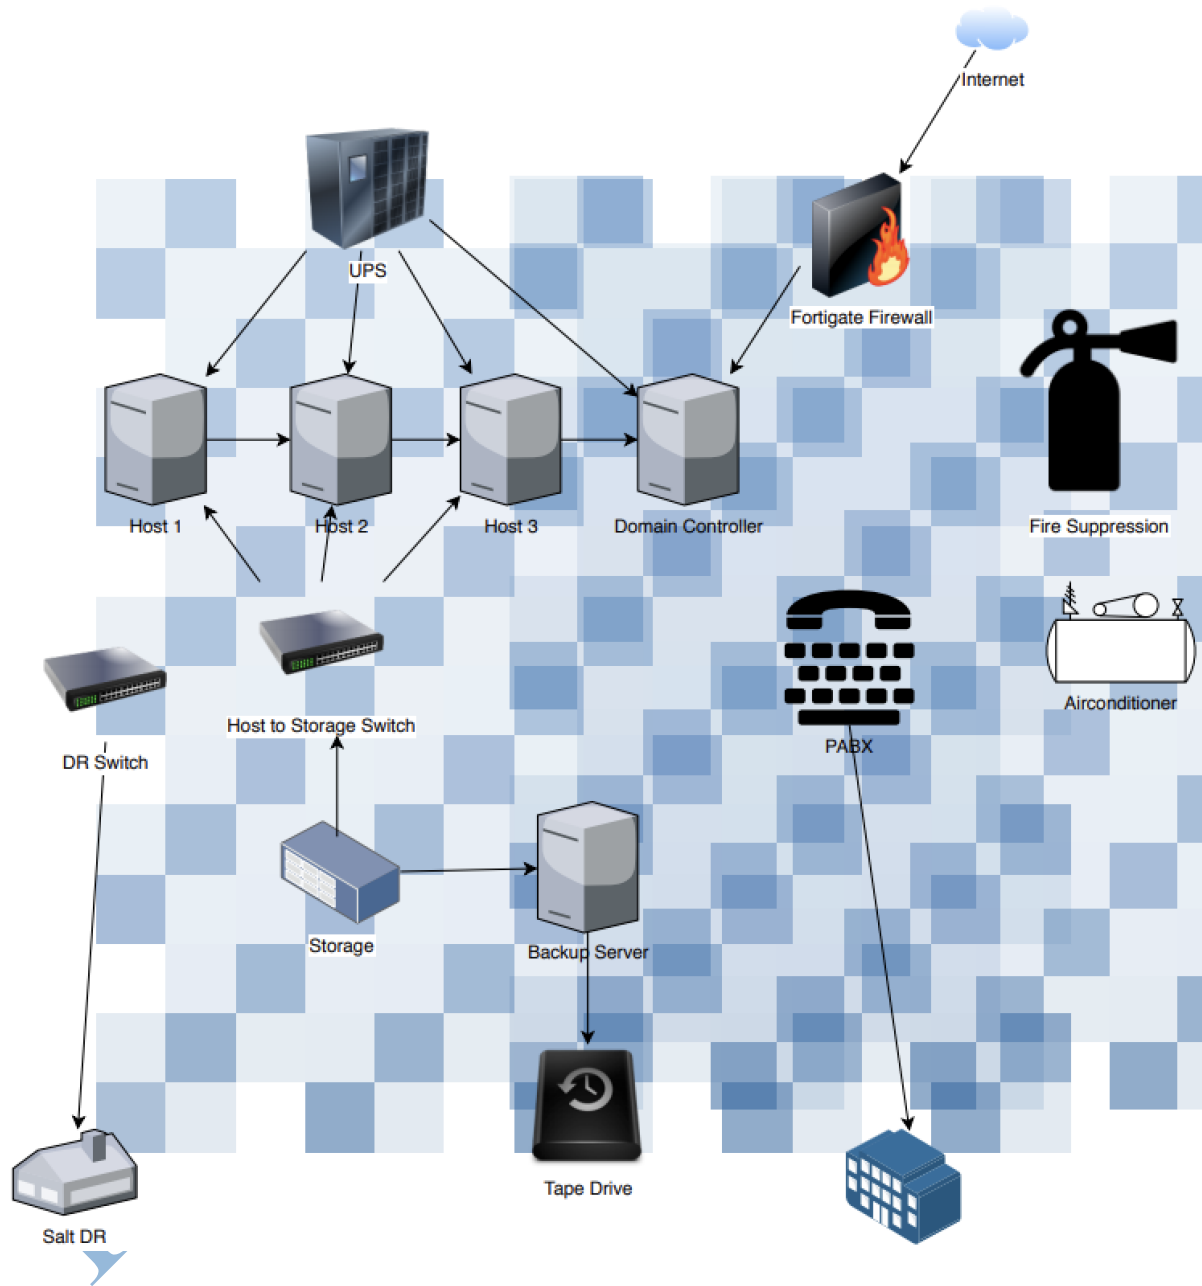 Internet
UPS
Fortigate Firewall
Host 1
Host 2
Host 3
Domain Controller
Fire Suppression
Airconditioner
Host to Storage Switch
PABX
DR Switch
Storage
Backup Server
Tape Drive
Salt DR